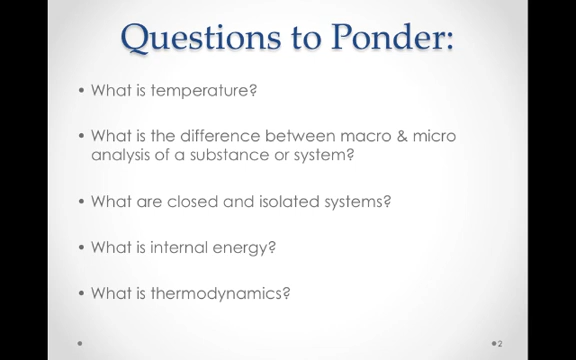 Questions to Ponder:
• What is temperature?
• What is the difference between macro & micro
analysis of a substance or system?
• What are closed and isolated systems?
• What is internal energy?
• What is thermodynamics?
2